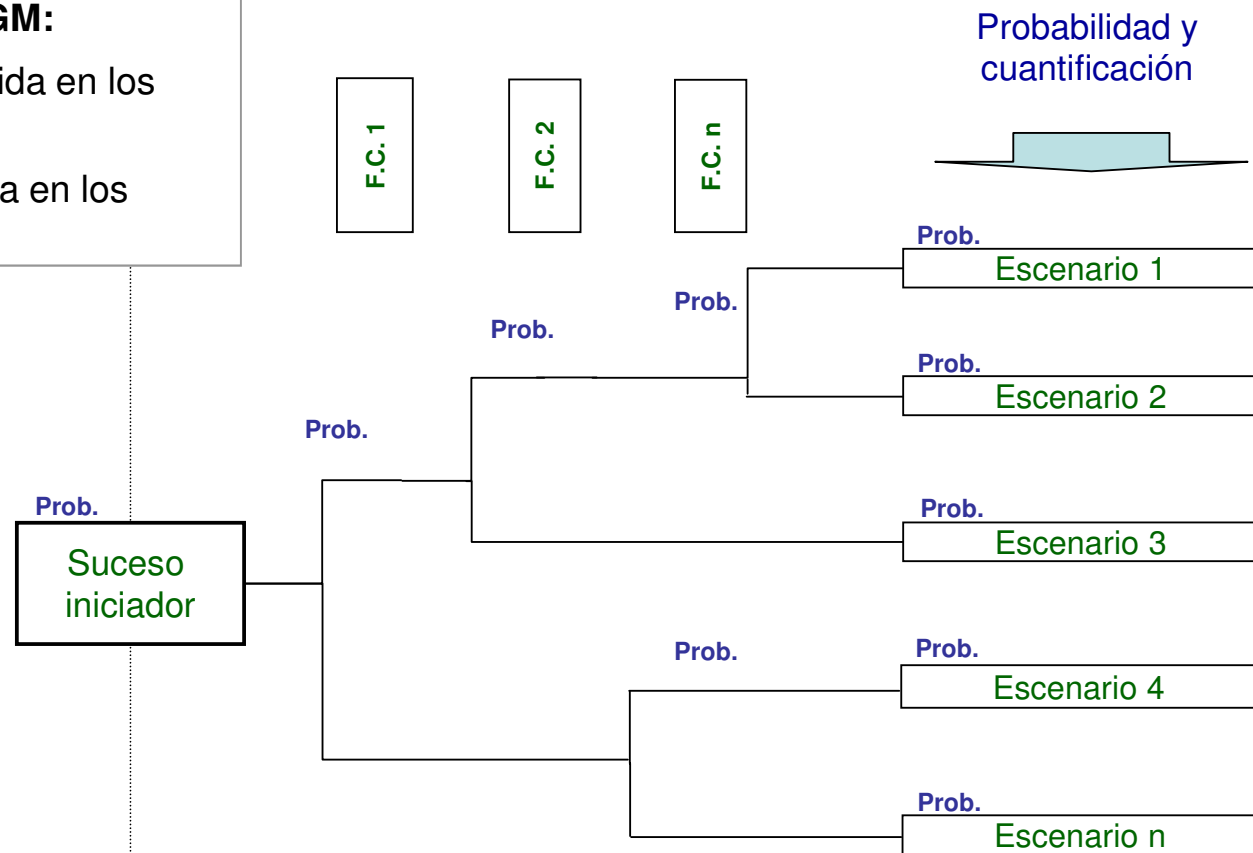 GM:
ida en los
a en los
F.C. 1
F.C. 2
F.C. n
Probabilidad y
cuantificación
Prob.
Escenario 1
Prob.
Prob.
Prob.
Escenario 2
Prob.
Prob.
Suceso
iniciador
Prob.
Escenario 3
Prob.
Prob.
Escenario 4
Prob.
Escenario n